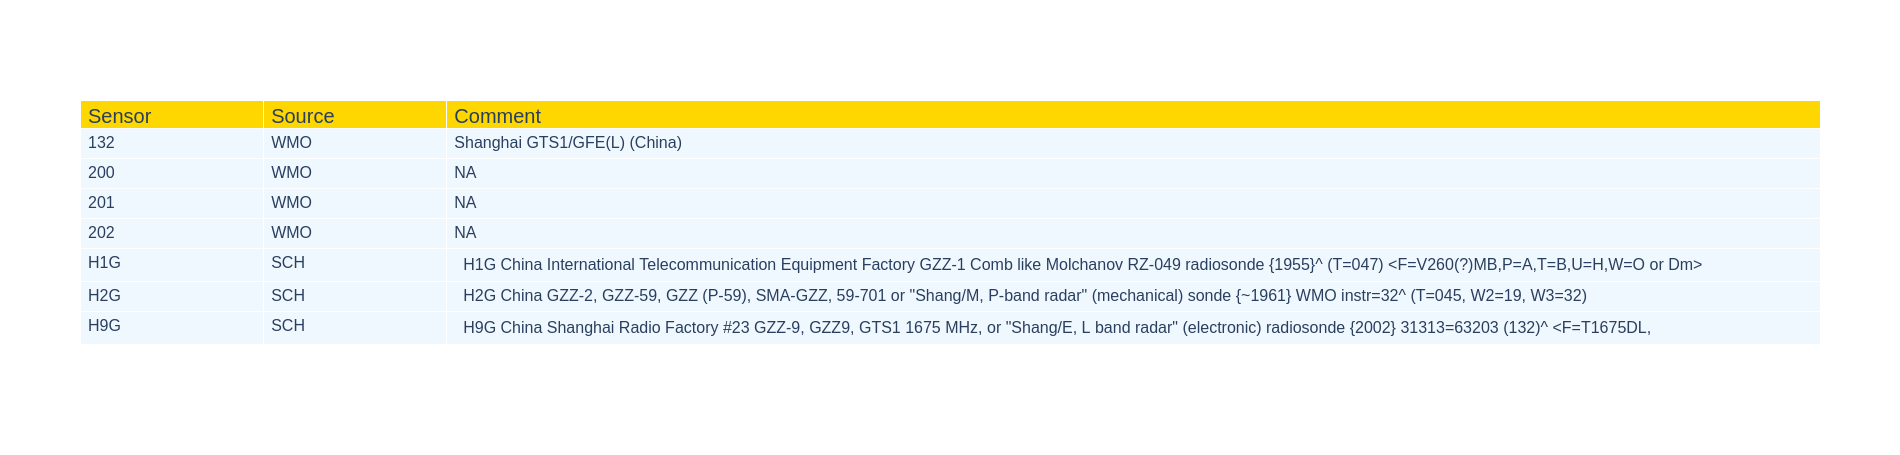 Sensor Source Comment
132 WMO Shanghai GTS1/GFE(L) (China)
200 WMO NA
201 WMO NA
202 WMO NA
H1G SCH H1G China International Telecommunication Equipment Factory GZZ-1 Comb like Molchanov RZ-049 radiosonde {1955}^ (T=047) <F=V260(?)MB,P=A,T=B,U=H,W=O or Dm>
H2G SCH H2G China GZZ-2, GZZ-59, GZZ (P-59), SMA-GZZ, 59-701 or "Shang/M, P-band radar" (mechanical) sonde {~1961} WMO instr=32^ (T=045, W2=19, W3=32)
H9G SCH H9G China Shanghai Radio Factory #23 GZZ-9, GZZ9, GTS1 1675 MHz, or "Shang/E, L band radar" (electronic) radiosonde {2002} 31313=63203 (132)^ <F=T1675DL,